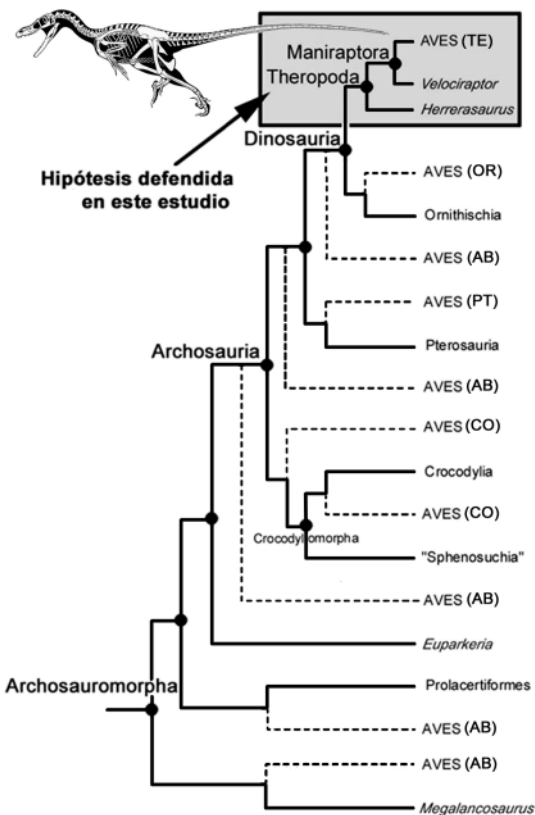 Maniraptora
Theropoda
AVES (TE)
Velociraptor
Herrerasaurus
Dinosauria
Hipótesis defendida
en este estudio
AVES (OR)
Ornithischia
AVES (AB)
AVES (PT)
Pterosauria
Archosauria
AVES (AB)
AVES (CO)
Crocodylia
AVES (CO)
Crocodyliomorpha
"Sphenosuchia"
AVES (AB)
Euparkeria
Archosauromorpha
Prolacertiformes
AVES (AB)
AVES (AB)
Megalancosaurus